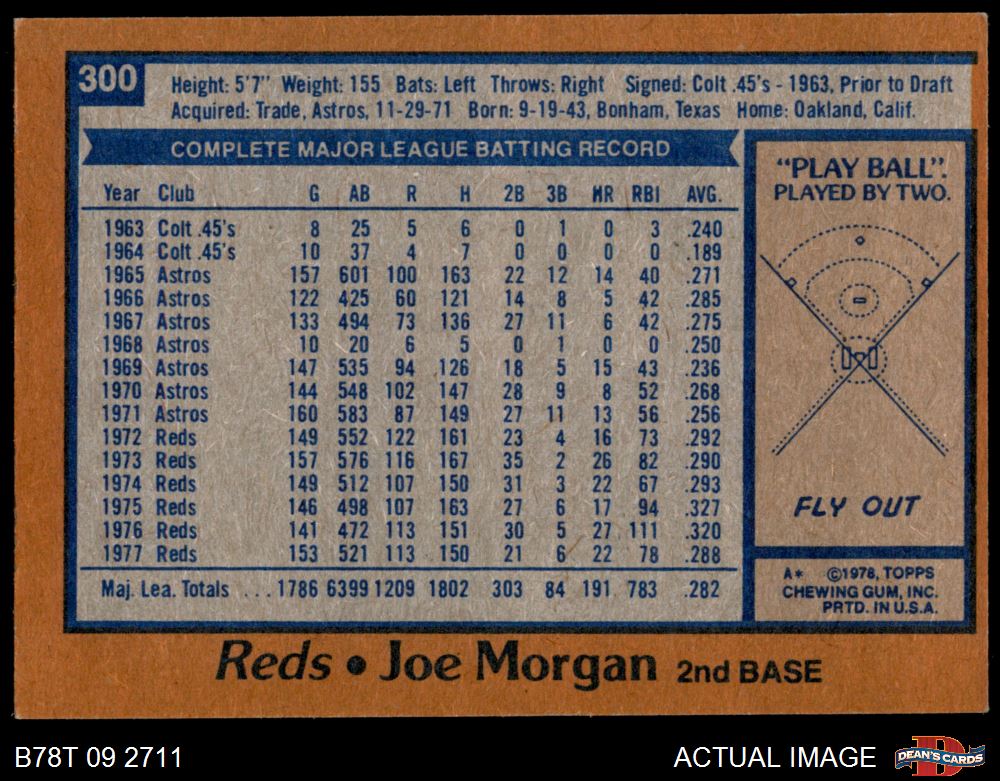 300
Height: 5'7" Weight: 155 Bats: Left Throws: Right Signed: Colt .45's - 1963, Prior to Draft
Acquired: Trade, Astros, 11-29-71 Born: 9-19-43, Bonham, Texas Home: Oakland, Calif.
COMPLETE MAJOR LEAGUE BATTING RECORD
Year Club G AB R H 2B 3B HR RBI AVG.
1963 Colt .45's 8 25 5 6 0 1 0 3 .240
1964 Colt .45's 10 37 4 7 0 0 0 0 .189
1965 Astros 157 601 100 163 22 12 14 40 .271
1966 Astros 122 425 60 121 14 8 5 42 .285
1967 Astros 133 494 73 136 27 11 6 42 .275
1968 Astros 10 20 6 5 0 1 0 0 .250
1969 Astros 147 535 94 126 18 5 15 43 .236
1970 Astros 144 548 102 147 28 9 8 52 .268
1971 Astros 160 583 87 149 27 11 13 56 .256
1972 Reds 149 552 122 161 23 4 16 73 .292
1973 Reds 157 576 116 167 35 2 26 82 .290
1974 Reds 149 512 107 150 31 3 22 67 .293
1975 Reds 146 498 107 163 27 6 17 94 .327
1976 Reds 141 472 113 151 30 5 27 111 .320
1977 Reds 153 521 113 150 21 6 22 78 .288
Maj. Lea. Totals ... 1786 6399 1209 1802 303 84 191 783 .282
"PLAY BALL".
PLAYED BY TWO.
FLY OUT
A* ©1978, TOPPS
CHEWING GUM, INC.
PRTD. IN U.S.A.
Reds • Joe Morgan 2nd BASE
B78T 09 2711
ACTUAL IMAGE
D
DEAN'S CARDS